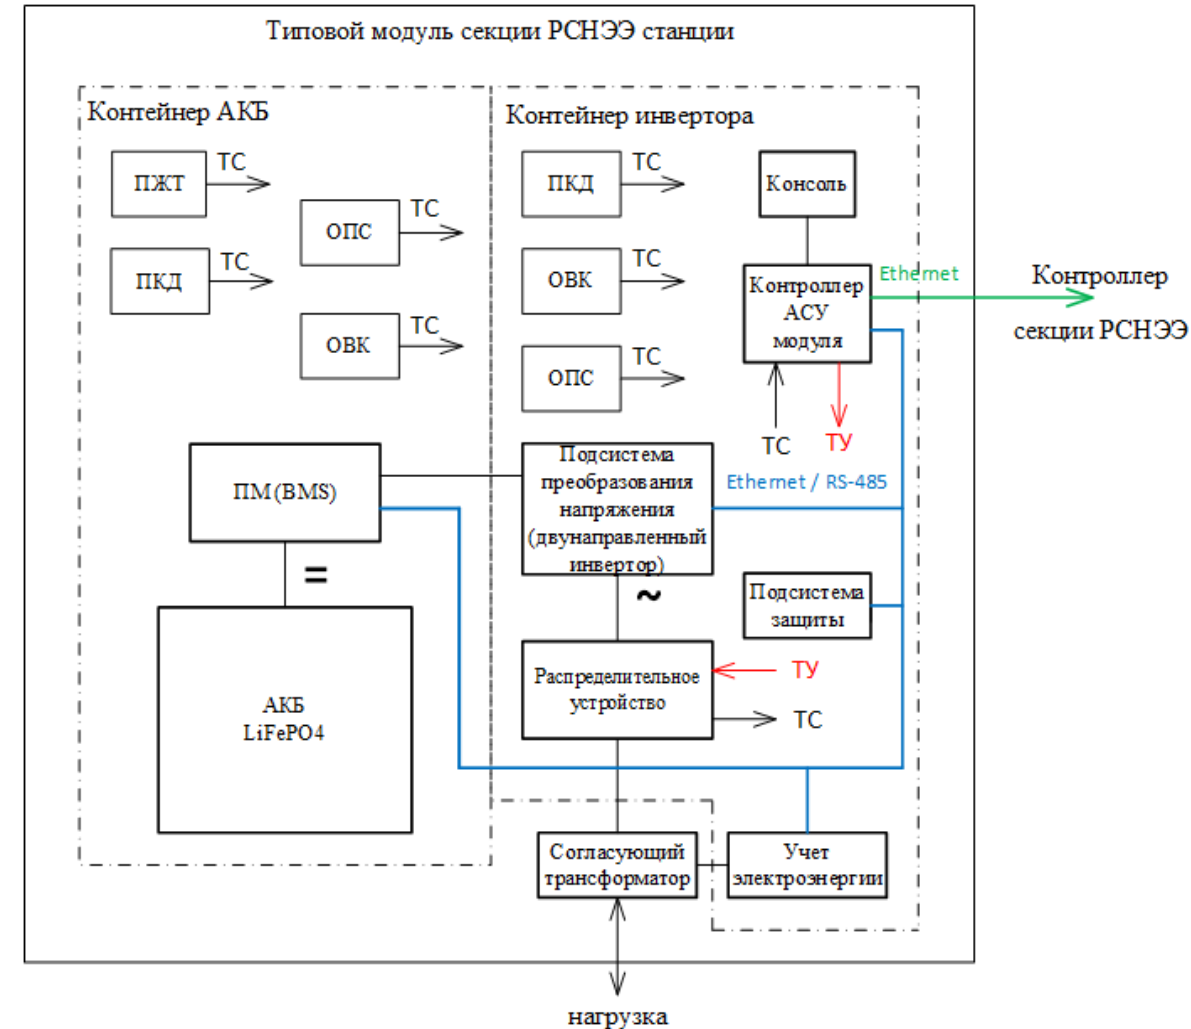 Типовой модуль секции РСНЭЭ станции
Контейнер АКБ
ПЖТ
ТС
ОПС
ТС
ПКД
ТС
ОВК
ТС
ПМ (BMS)
=
АКБ
LiFePO4
Контейнер инвертора
ПКД
ТС
ОВК
ТС
ОПС
ТС
Консоль
Контроллер
АСУ
модуля
ТС
ТУ
Ethernet
Контроллер
секции РСНЭЭ
Подсистема
преобразования
напряжения
(двунаправленный
инвертор)
Ethernet / RS-485
~
Подсистема
защиты
Распределительное
устройство
ТУ
ТС
Согласующий
трансформатор
Учет
электроэнергии
нагрузка